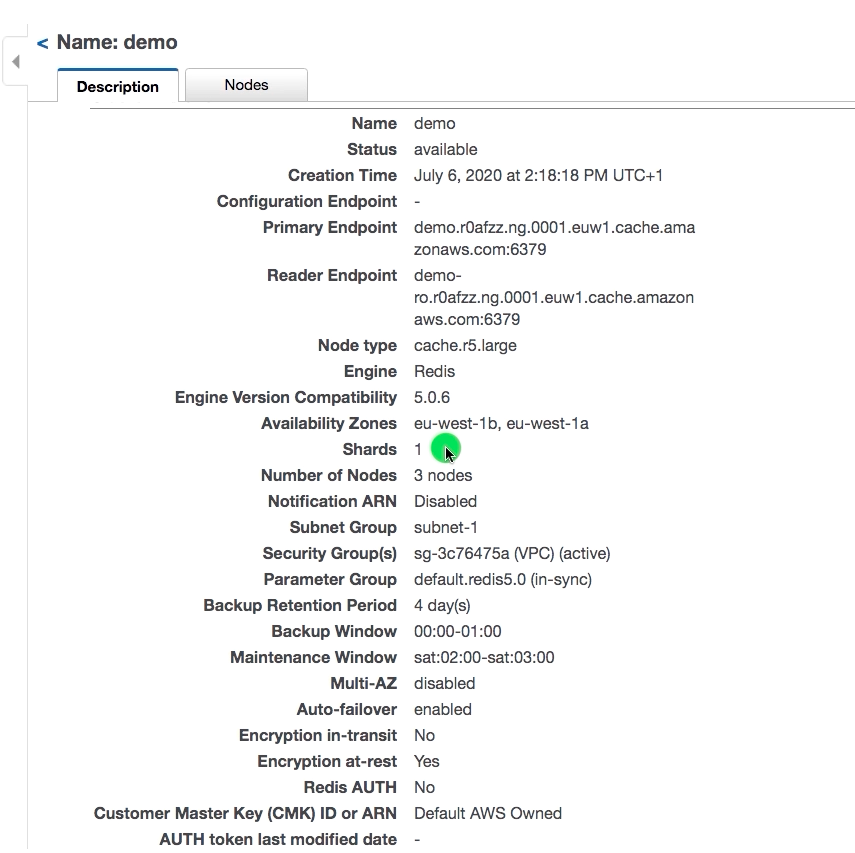 < Name: demo
Description Nodes
Name demo
Status available
Creation Time July 6, 2020 at 2:18:18 PM UTC+1
Configuration Endpoint -
Primary Endpoint demo.r0afzz.ng.0001.euw1.cache.ama
zonaws.com:6379
Reader Endpoint demo-
ro.r0afzz.ng.0001.euw1.cache.amazon
aws.com:6379
Node type cache.r5.large
Engine Redis
Engine Version Compatibility 5.0.6
Availability Zones eu-west-1b, eu-west-1a
Shards 1
Number of Nodes 3 nodes
Notification ARN Disabled
Subnet Group subnet-1
Security Group(s) sg-3c76475a (VPC) (active)
Parameter Group default.redis5.0 (in-sync)
Backup Retention Period 4 day(s)
Backup Window 00:00-01:00
Maintenance Window sat:02:00-sat:03:00
Multi-AZ disabled
Auto-failover enabled
Encryption in-transit No
Encryption at-rest Yes
Redis AUTH No
Customer Master Key (CMK) ID or ARN Default AWS Owned
AUTH token last modified date -